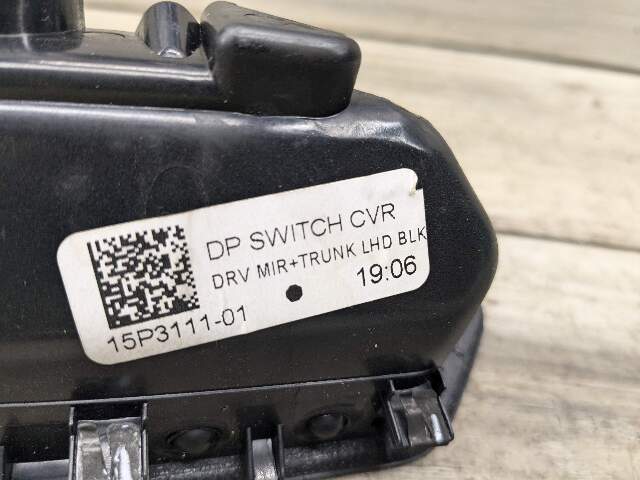 DP SWITCH CVR
DRV MIR+TRUNK LHD BLK
19:06
15P3111-01